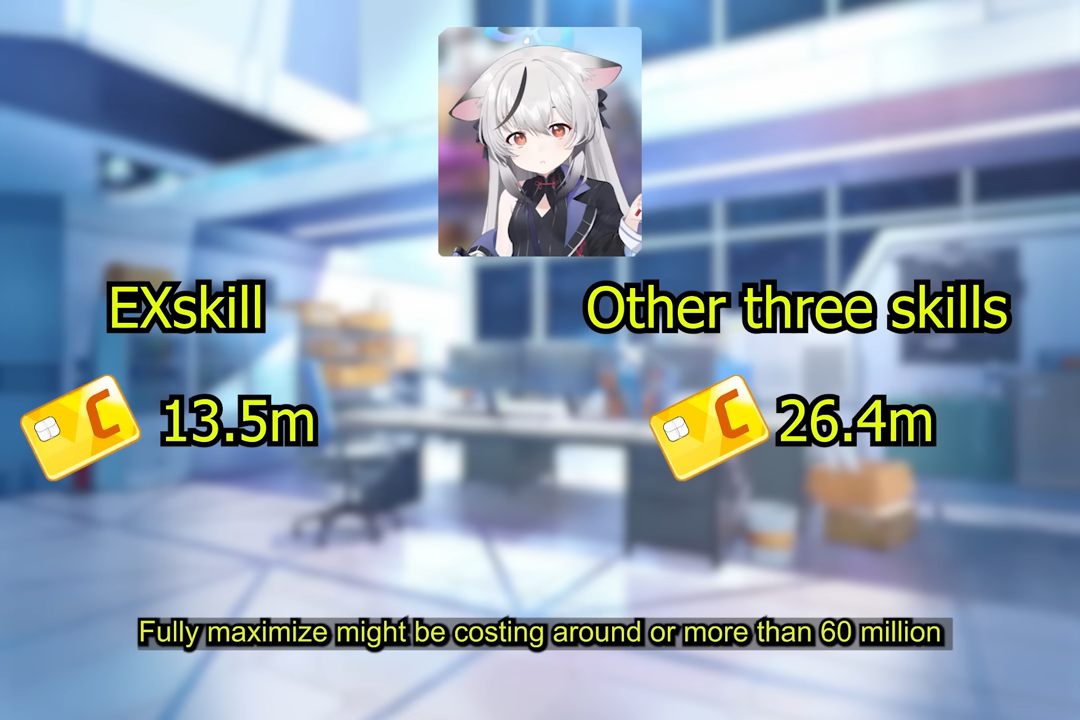 EXskill
Other three skills
13.5m
26.4m
Fully maximize might be costing around or more than 60 million